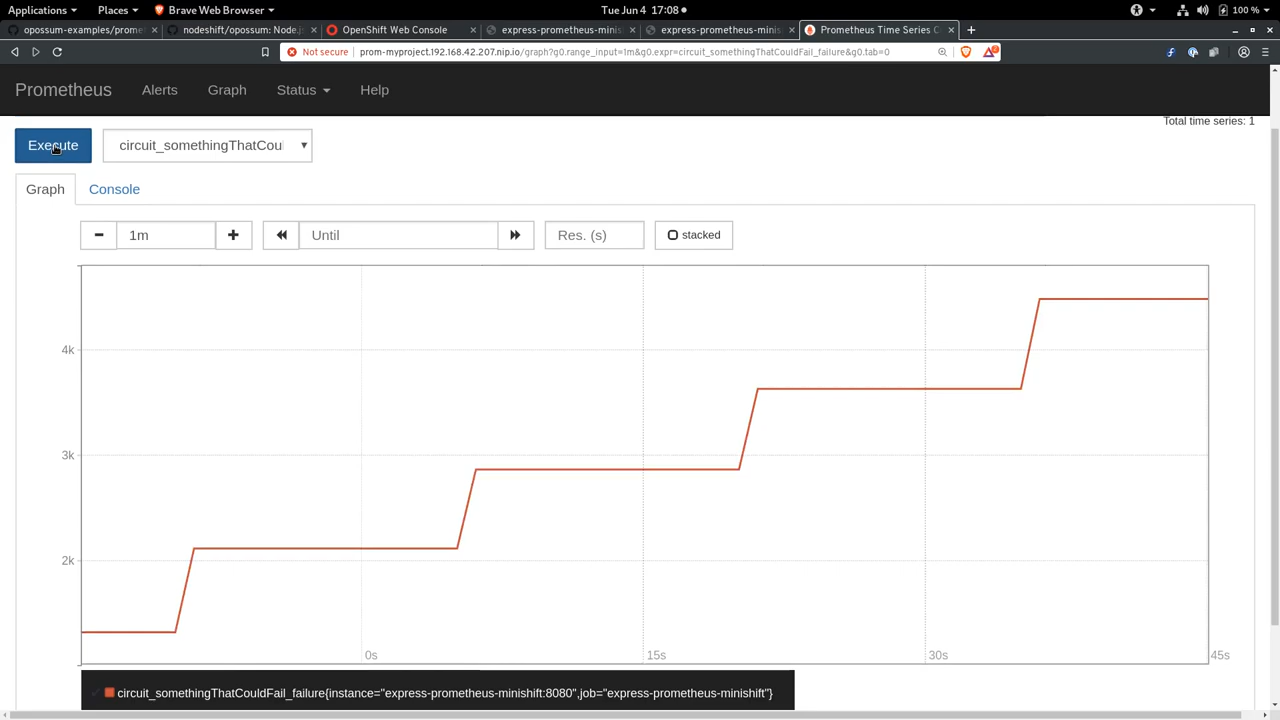 Activities Places Brave Web Browser Tue Jun 4 17:08 100 %
opossum-examples/prome nodeshift/opossum: Node.j OpenShift Web Console express-prometheus-minis express-prometheus-minis Prometheus Time Series C
Not secure prom-myproject.192.168.42.207.nip.io/graph?g0.range_input=1m&g0.expr=circuit_somethingThatCouldFail_failure&g0.tab=0
Prometheus Alerts Graph Status Help
Total time series: 1
Execute circuit_somethingThatCoul
Graph Console
1m Until Res. (s) stacked
4k
3k
2k
0s 15s 30s 45s
circuit_somethingThatCouldFail_failure{instance="express-prometheus-minishift:8080",job="express-prometheus-minishift"}